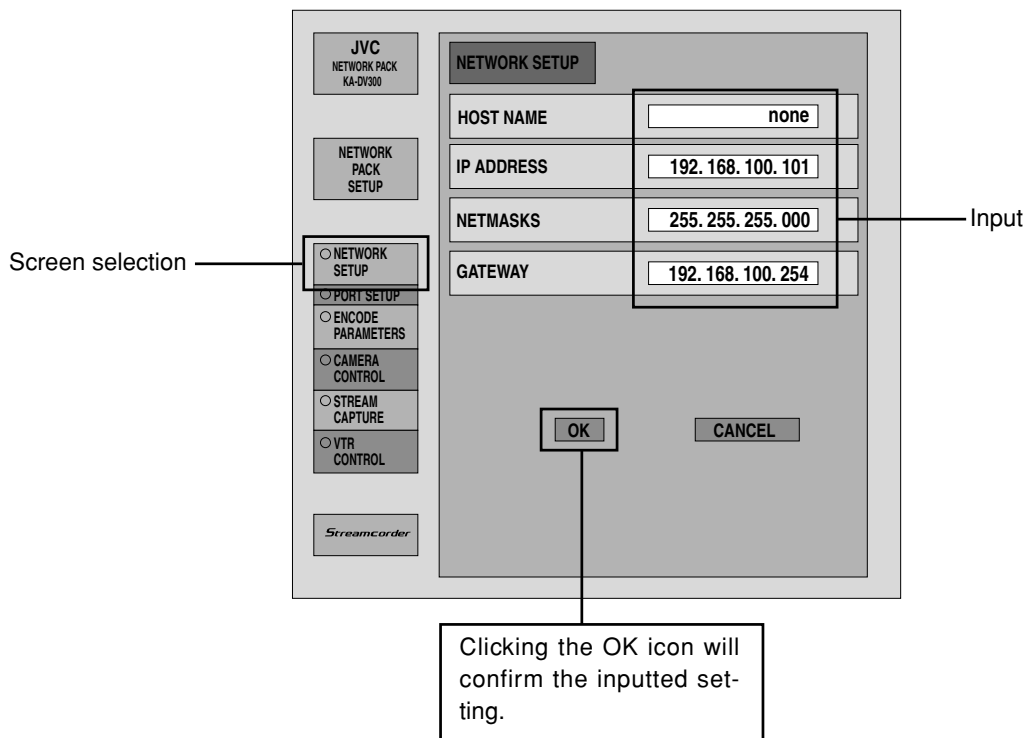 JVC
NETWORK PACK
KA-DV300
NETWORK
PACK
SETUP
Screen selection
NETWORK
SETUP
PORT SETUP
ENCODE
PARAMETERS
CAMERA
CONTROL
STREAM
CAPTURE
VTR
CONTROL
Streamcorder
NETWORK SETUP
HOST NAME none
IP ADDRESS 192. 168. 100. 101
NETMASKS 255. 255. 255. 000
GATEWAY 192. 168. 100. 254
Input
OK CANCEL
Clicking the OK icon will
confirm the inputted set-
ting.